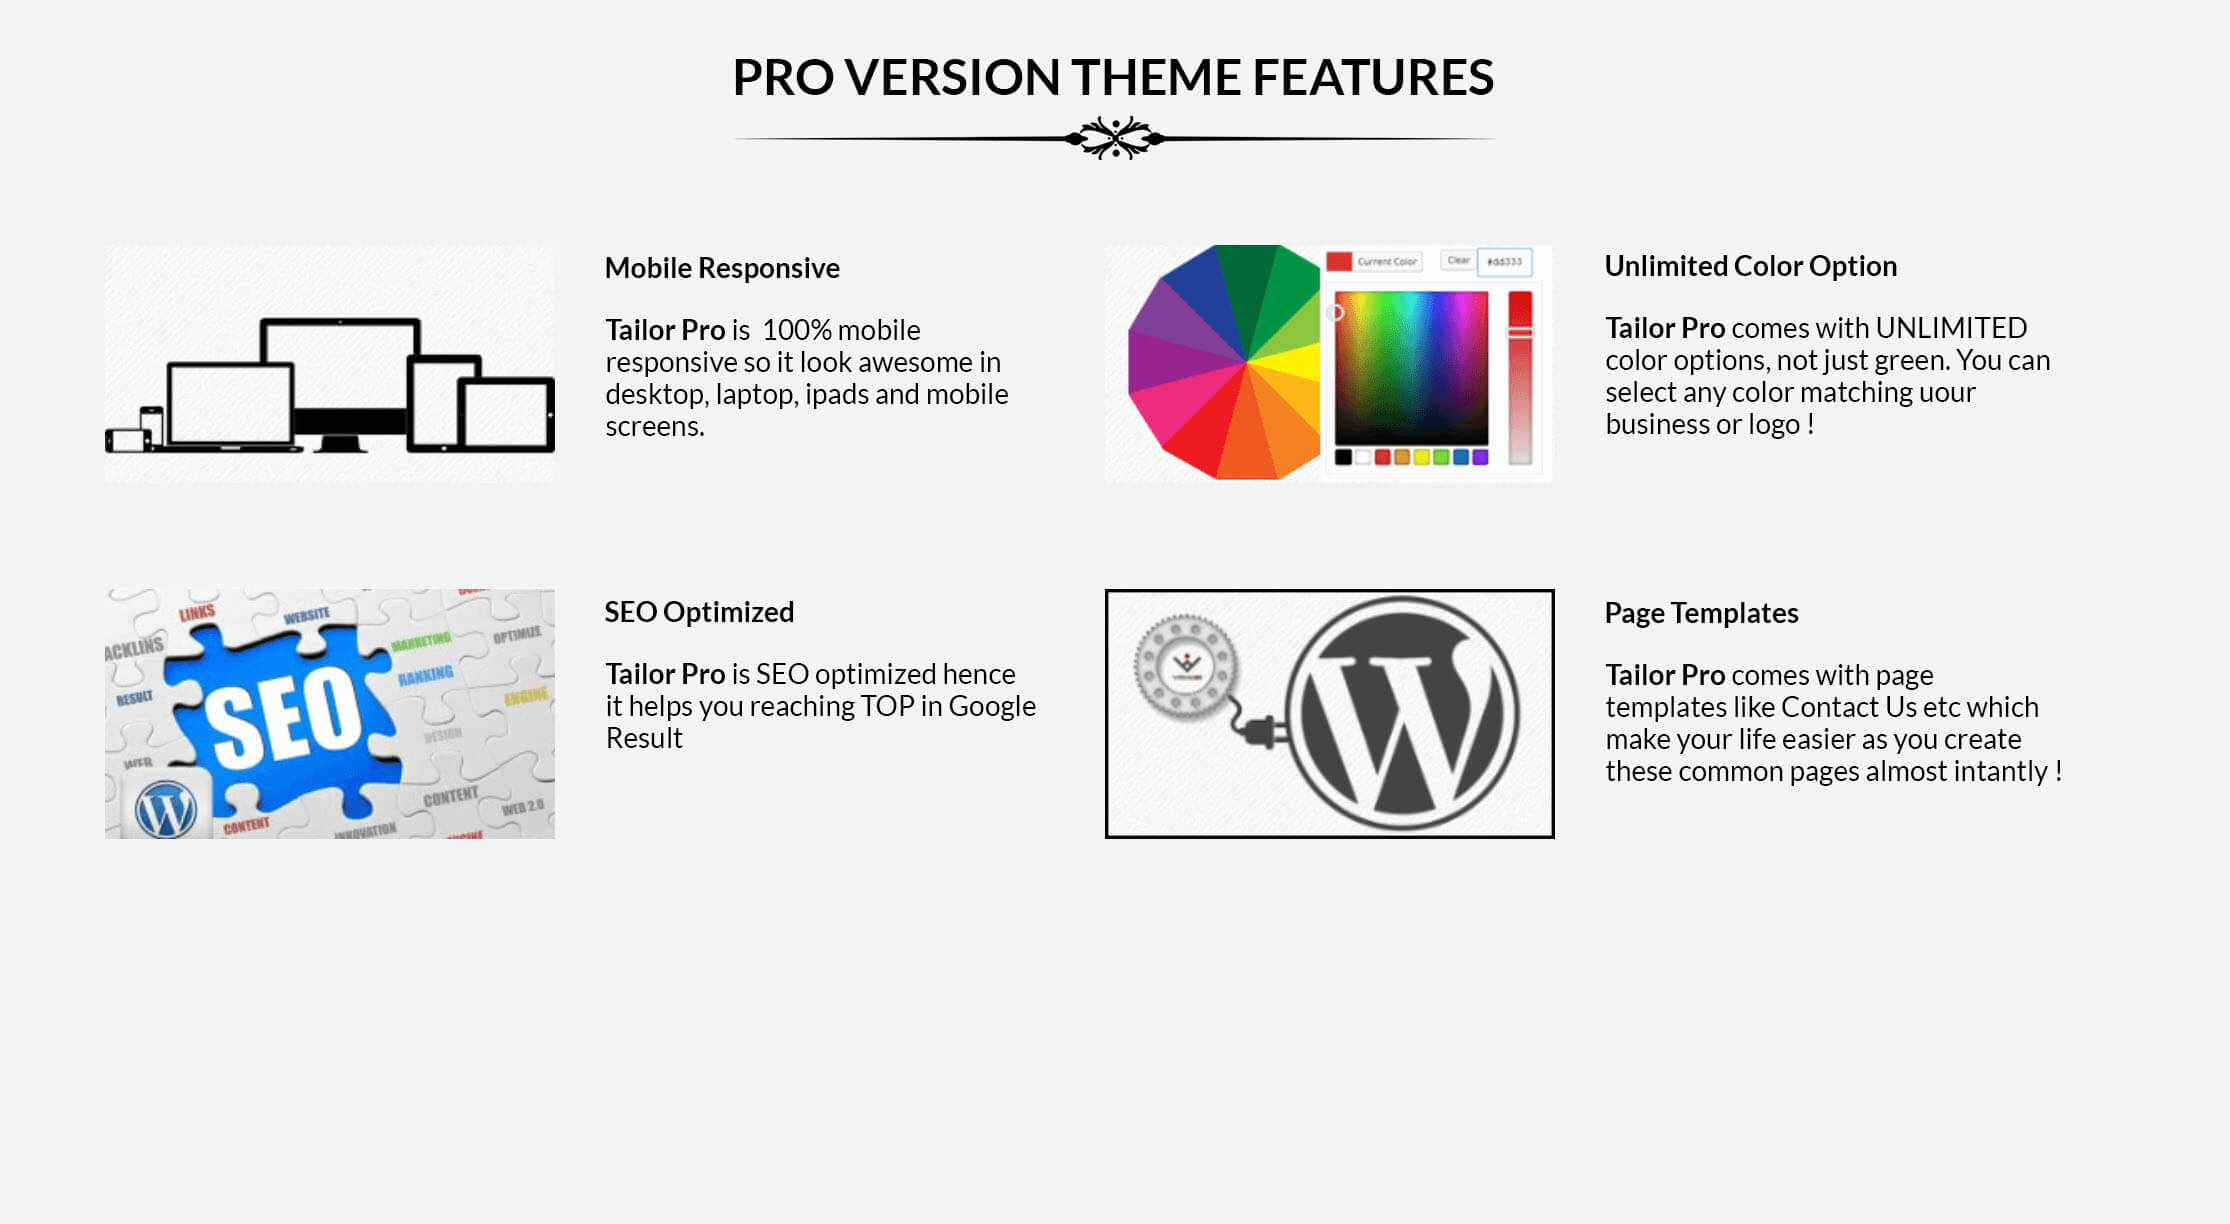 PRO VERSION THEME FEATURES
Mobile Responsive
Tailor Pro is  100% mobile
responsive so it look awesome in
desktop, laptop, ipads and mobile
screens.
Current Color
Clear
#dd3333
Unlimited Color Option
Tailor Pro comes with UNLIMITED
color options, not just green. You can
select any color matching uour
business or logo !
LINKS
WEBSITE
ACKLINS
MARKETING
OPTIMIZE
RANKING
RESULT
ENGINE
SEO
DESIGN
WEB
CONTENT
WEB 2.0
CONTENT
INNOVATION
ENGINE
SEO Optimized
Tailor Pro is SEO optimized hence
it helps you reaching TOP in Google
Result
W
Page Templates
Tailor Pro comes with page
templates like Contact Us etc which
make your life easier as you create
these common pages almost intantly !